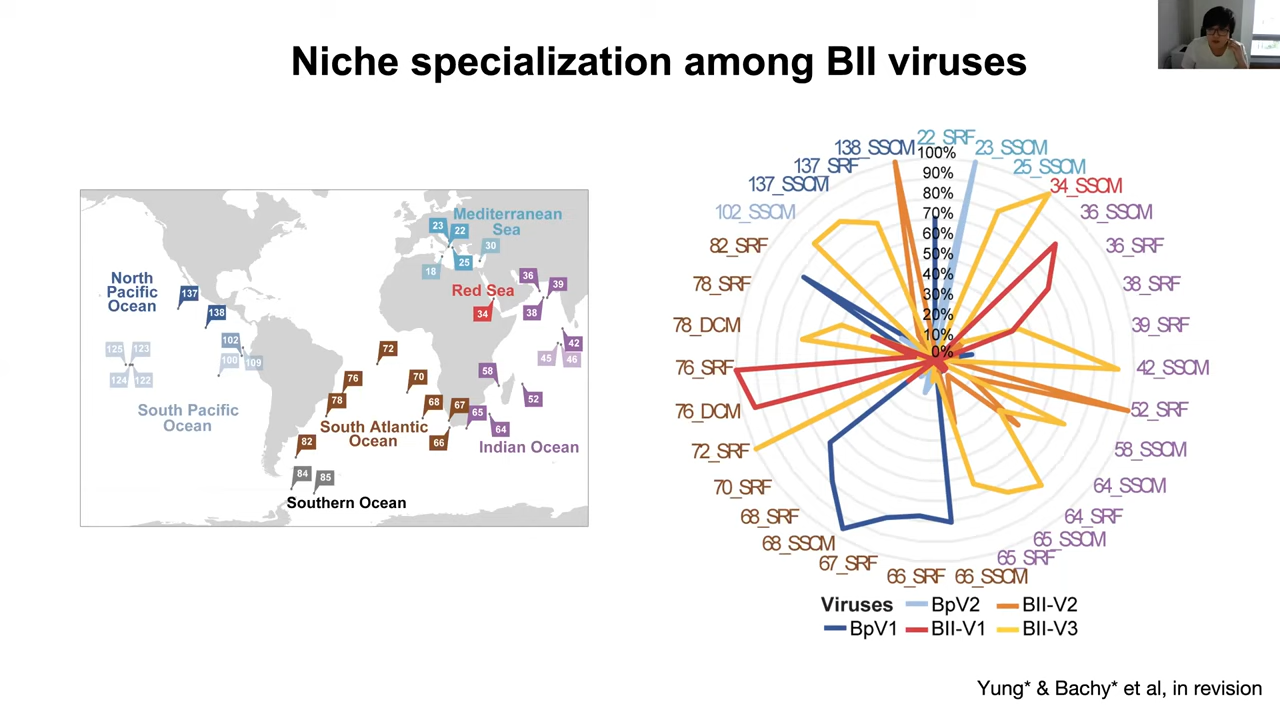 Niche specialization among BII viruses
Mediterranean
Sea
23
22
30
18
25
North
Pacific
Ocean
137
138
Red Sea
34
36
39
38
125
123
124
122
102
100
109
72
42
45
46
58
76
70
78
68
67
65
52
South Pacific
Ocean
South Atlantic
Ocean
66
64
Indian Ocean
82
84
85
Southern Ocean
22_SRF
138_SSCM
23_SSCM
137_SRF
25_SSCM
137_SSCM
34_SSCM
102_SSCM
36_SSCM
82_SRF
36_SRF
78_SRF
38_SRF
78_DCM
39_SRF
76_SRF
42_SSCM
76_DCM
52_SRF
72_SRF
58_SSCM
70_SRF
64_SSCM
68_SRF
64_SRF
68_SSCM
65_SSCM
67_SRF
65_SRF
66_SRF
66_SSCM
100%
90%
80%
70%
60%
50%
40%
30%
20%
10%
0%
Viruses
BpV2
BII-V2
BpV1
BII-V1
BII-V3
Yung* & Bachy* et al, in revision